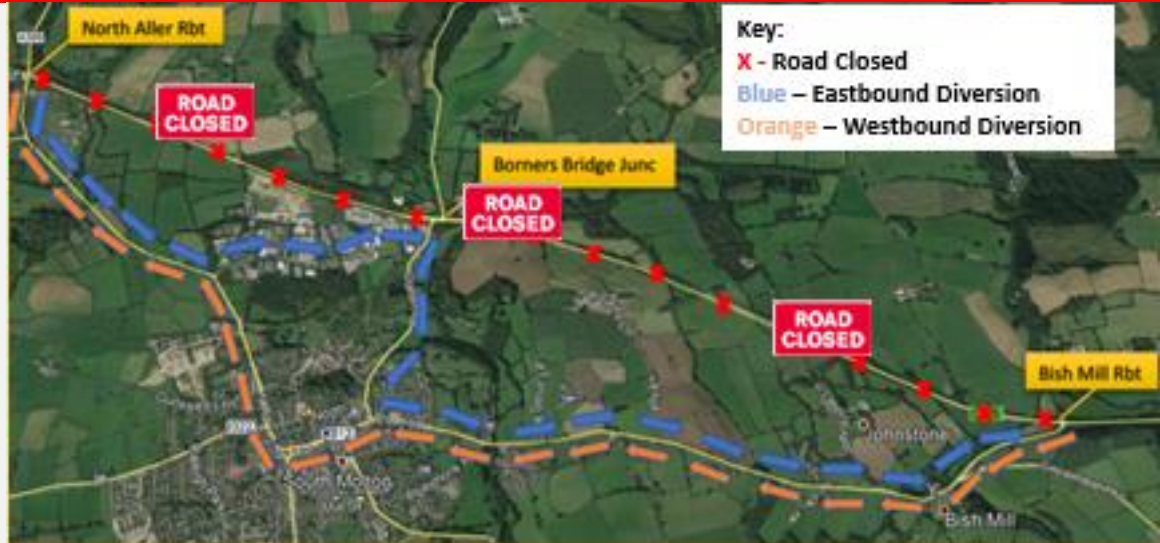 North Aller Rbt
Key:
X - Road Closed
Blue – Eastbound Diversion
Orange – Westbound Diversion
ROAD
CLOSED
Borners Bridge Junc
ROAD
CLOSED
ROAD
CLOSED
Bish Mill Rbt
Johnstone
South Molton
Bish Mill